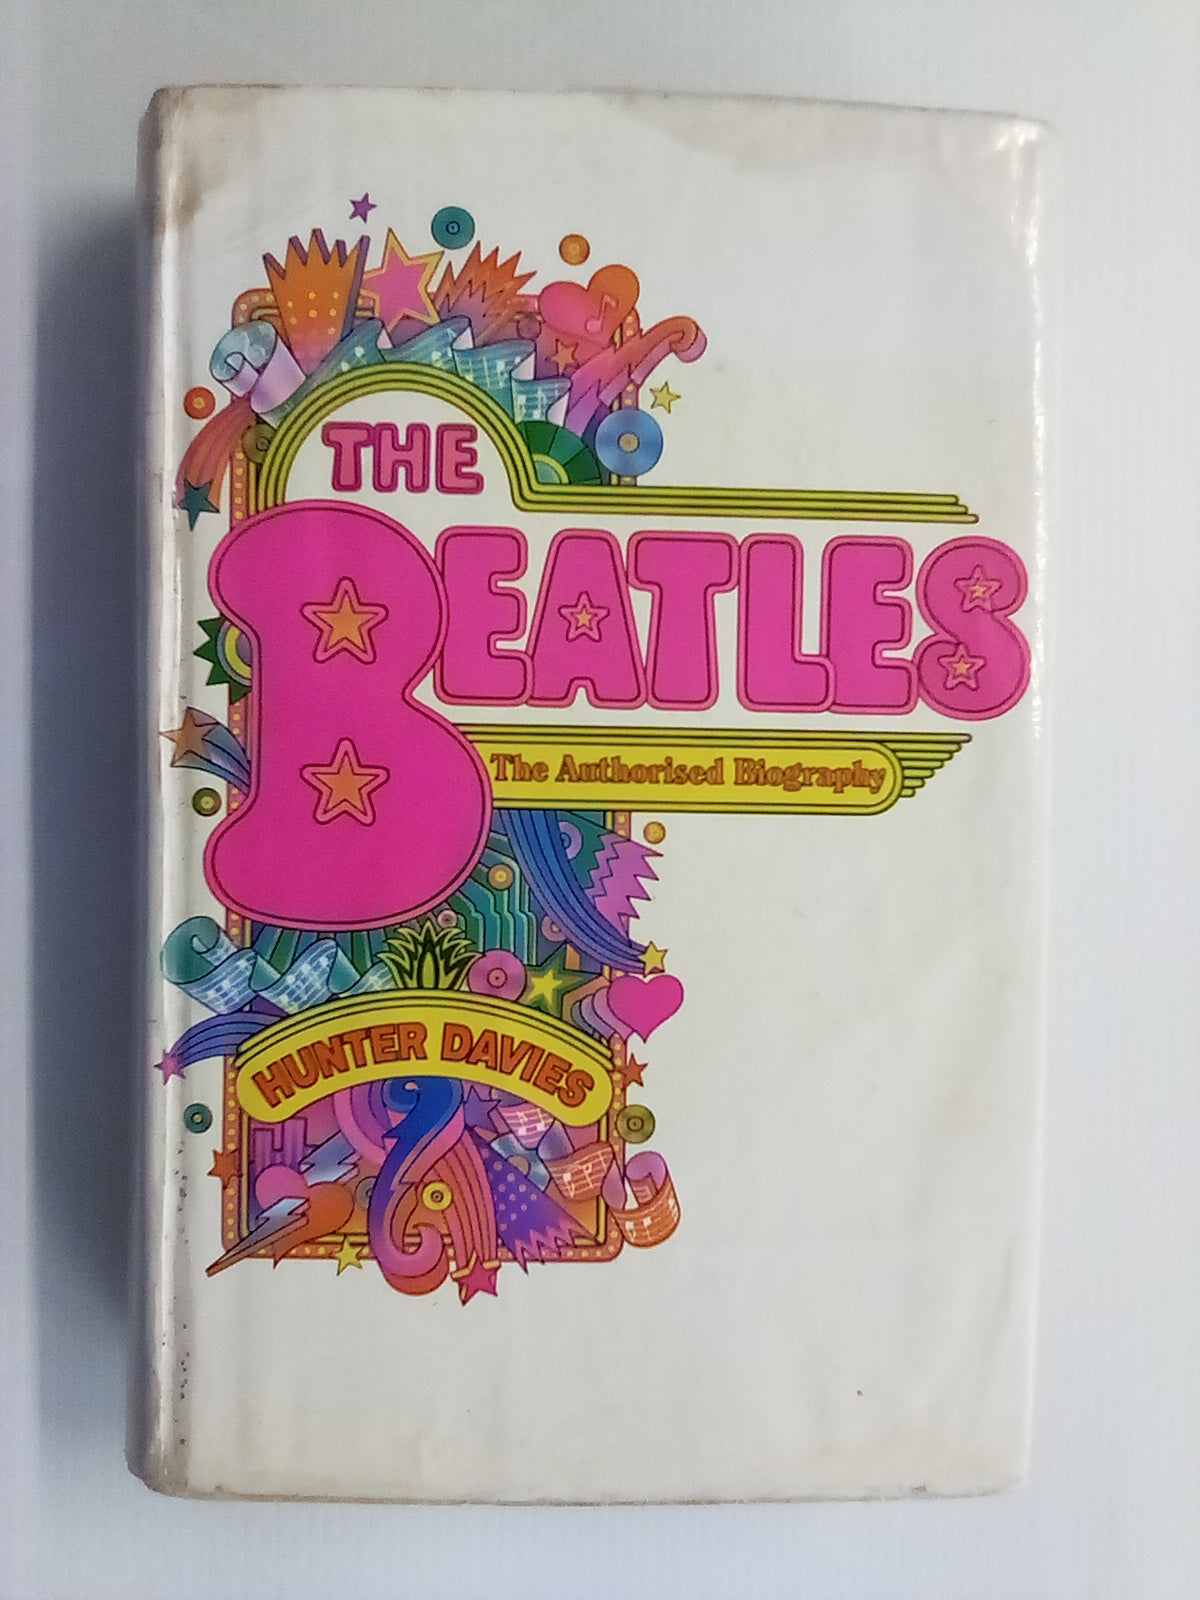 THE
BEATLES
The Authorised Biography
HUNTER DAVIES